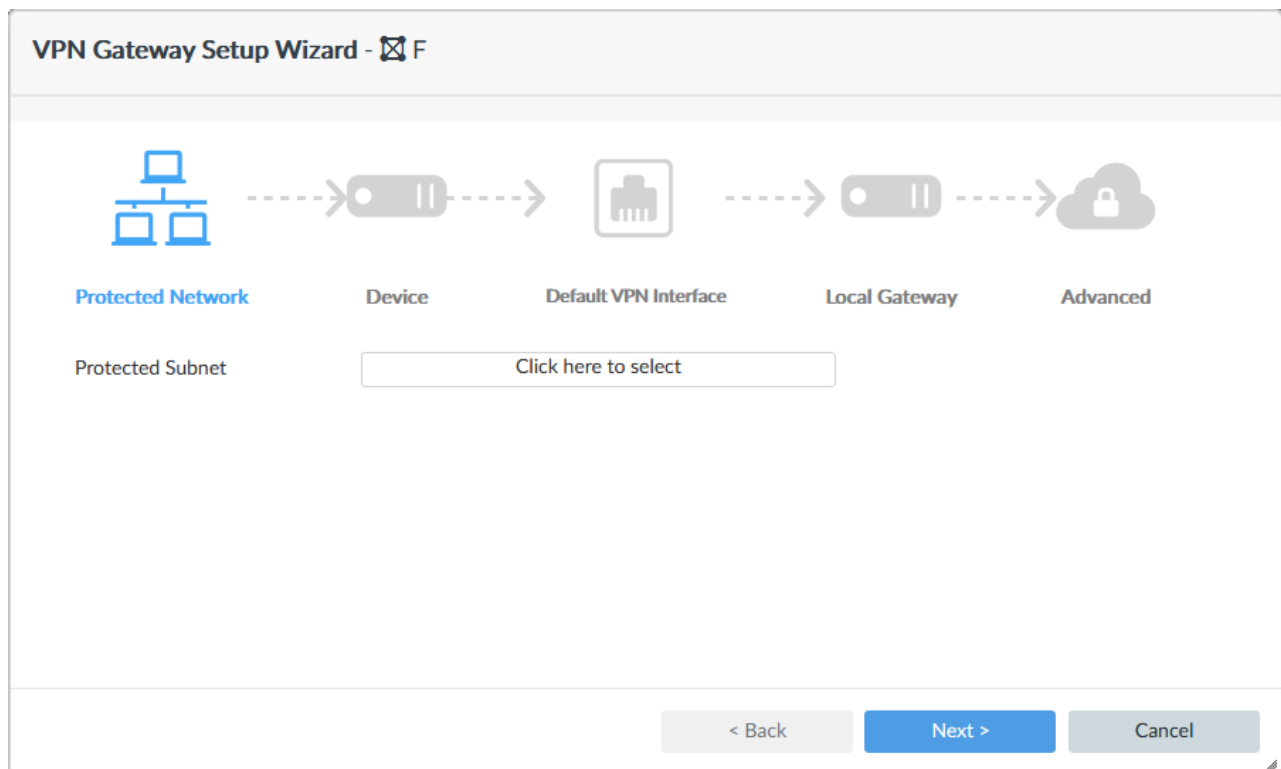 VPN Gateway Setup Wizard - F
Protected Network Device Default VPN Interface Local Gateway Advanced
Protected Subnet Click here to select
< Back Next > Cancel